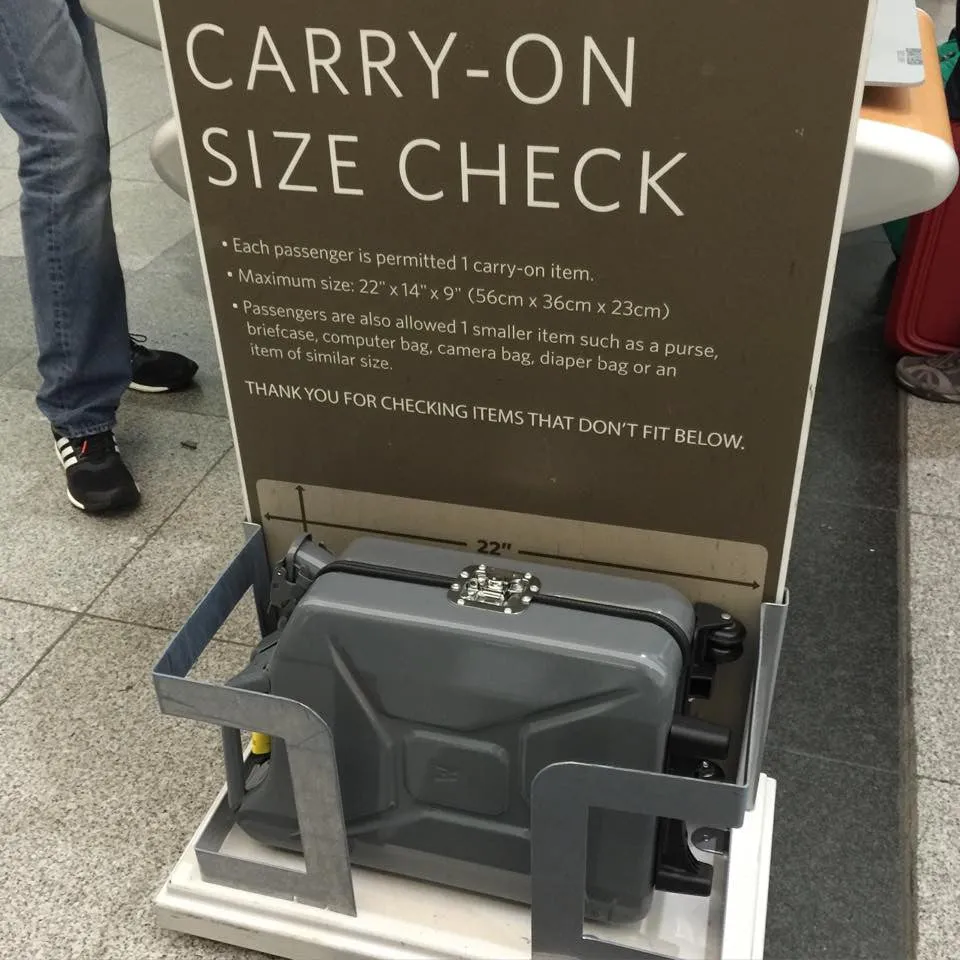 CARRY-ON
SIZE CHECK
• Each passenger is permitted 1 carry-on item.
• Maximum size: 22" x 14" x 9" (56cm x 36cm x 23cm)
• Passengers are also allowed 1 smaller item such as a purse,
briefcase, computer bag, camera bag, diaper bag or an
item of similar size.
THANK YOU FOR CHECKING ITEMS THAT DON'T FIT BELOW.
22"